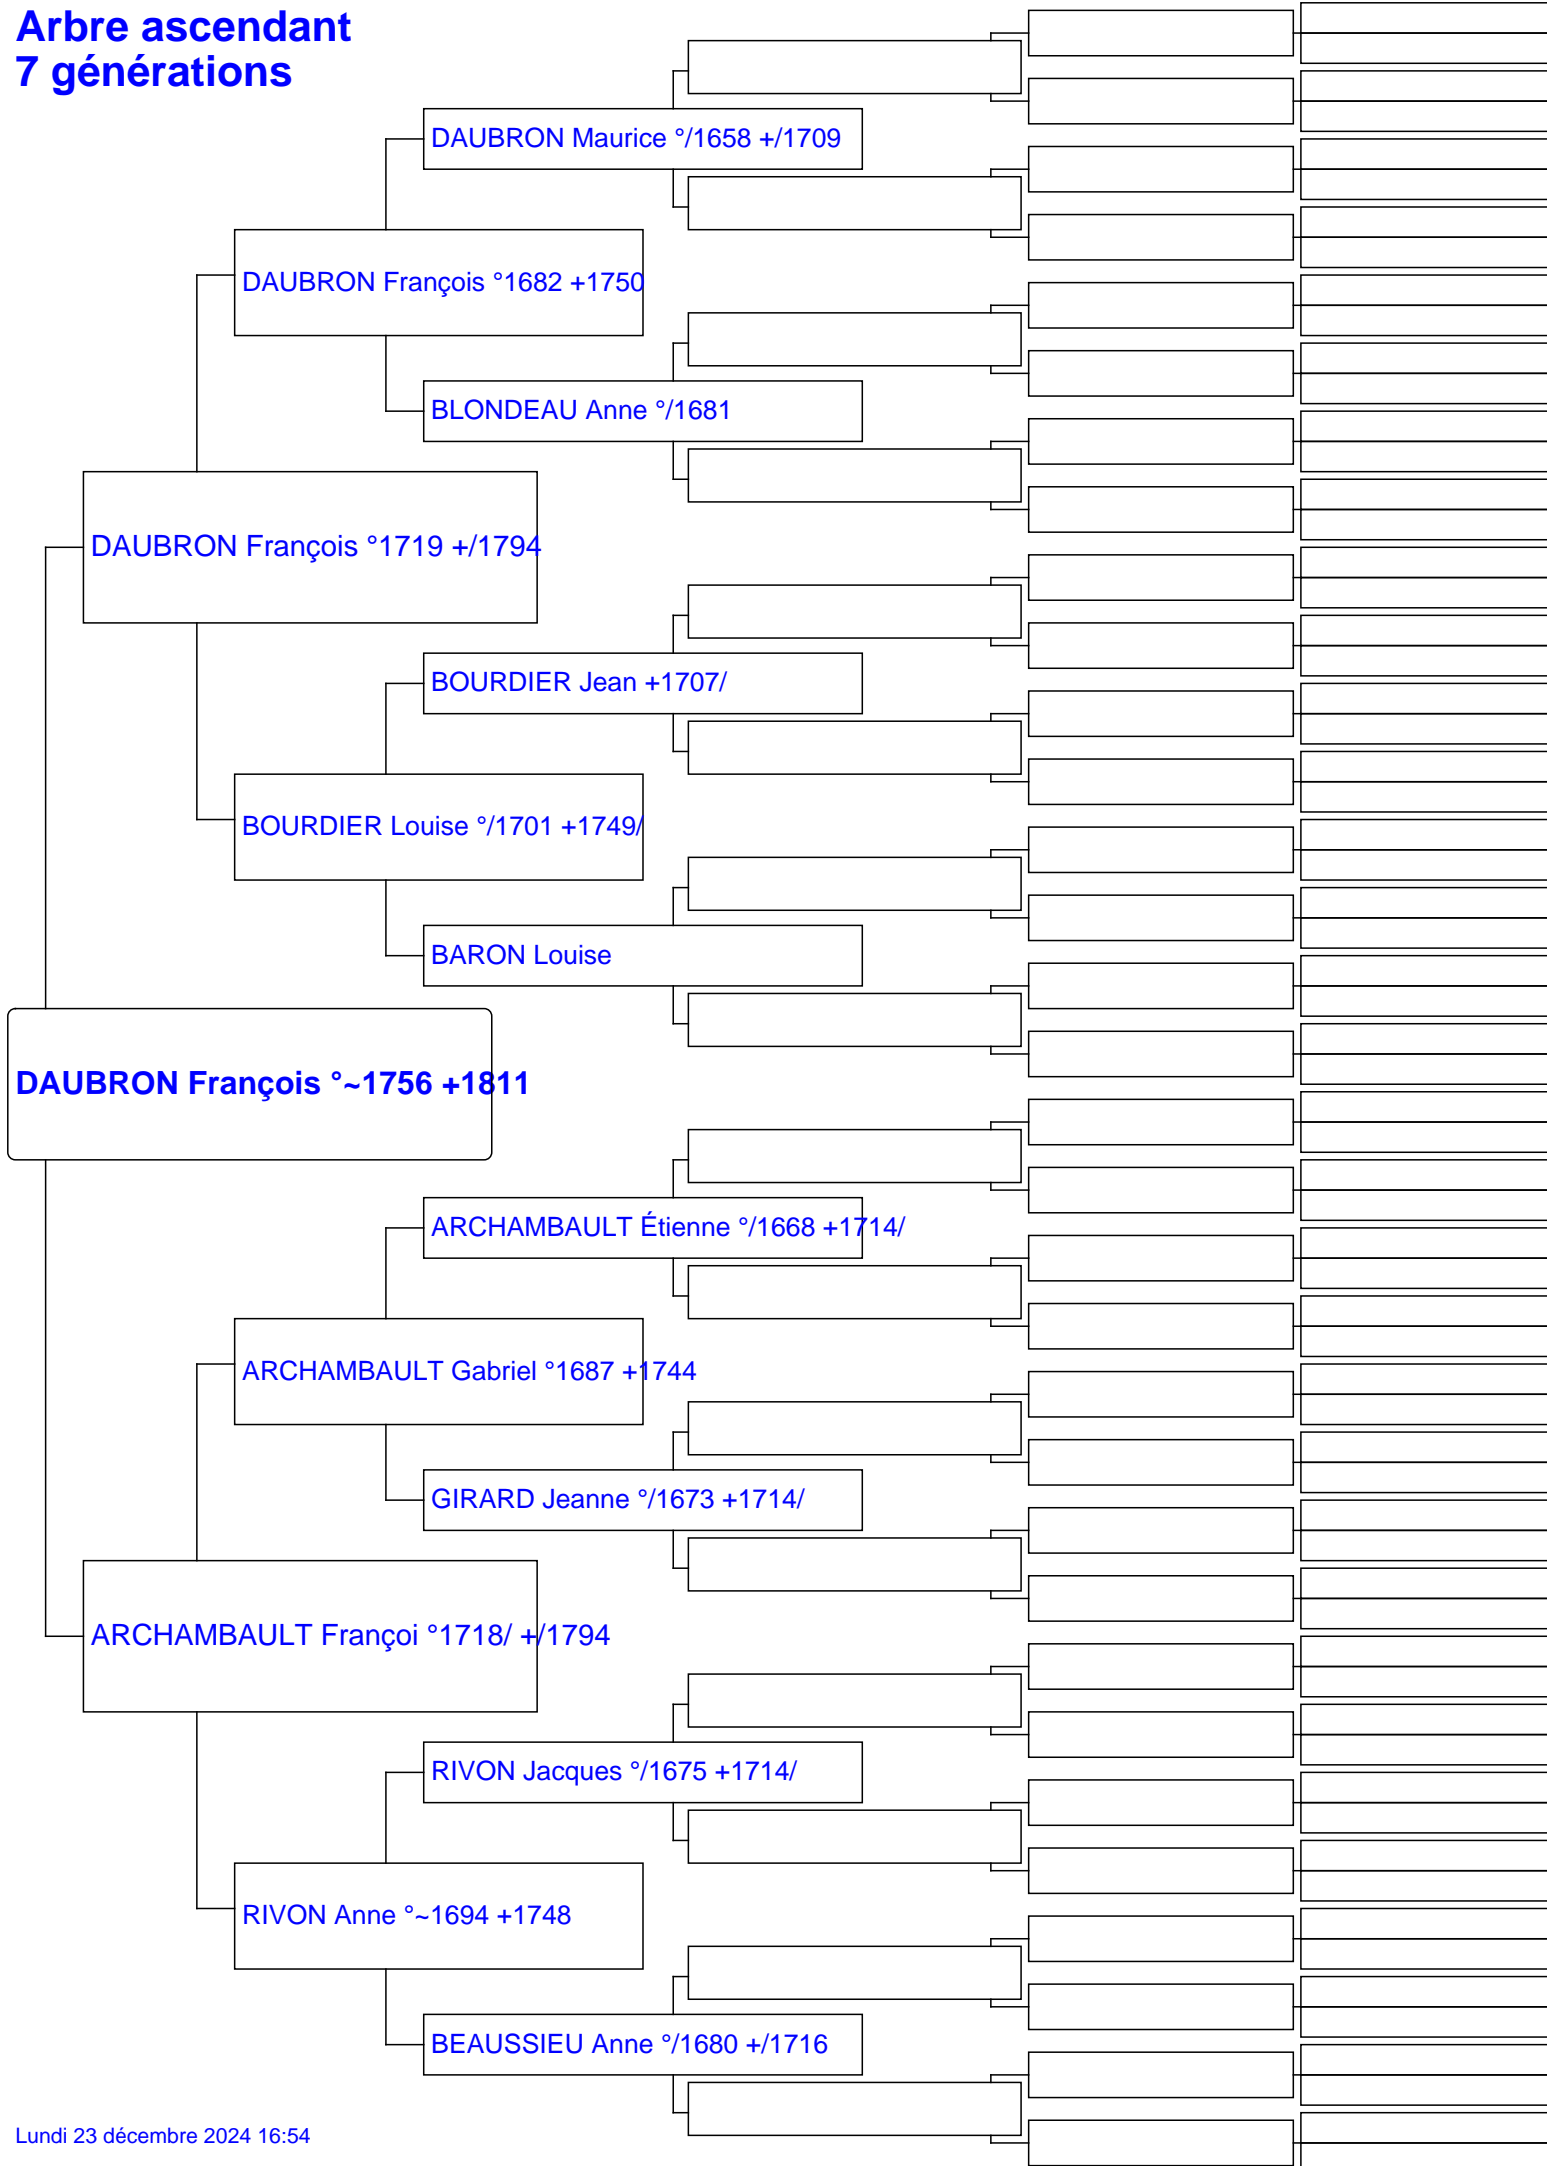 Arbre ascendant
7 générations
DAUBRON Maurice °/1658 +/1709
DAUBRON François °1682 +1750
BLONDEAU Anne °/1681
DAUBRON François °1719 +/1794
BOURDIER Jean +1707/
BOURDIER Louise °/1701 +1749/
BARON Louise
DAUBRON François °~1756 +1811
ARCHAMBAULT Étienne °/1668 +1714/
ARCHAMBAULT Gabriel °1687 +1744
GIRARD Jeanne °/1673 +1714/
ARCHAMBAULT Françoi °1718/ +/1794
RIVON Jacques °/1675 +1714/
RIVON Anne °~1694 +1748
BEAUSSIEU Anne °/1680 +/1716
Lundi 23 décembre 2024 16:54